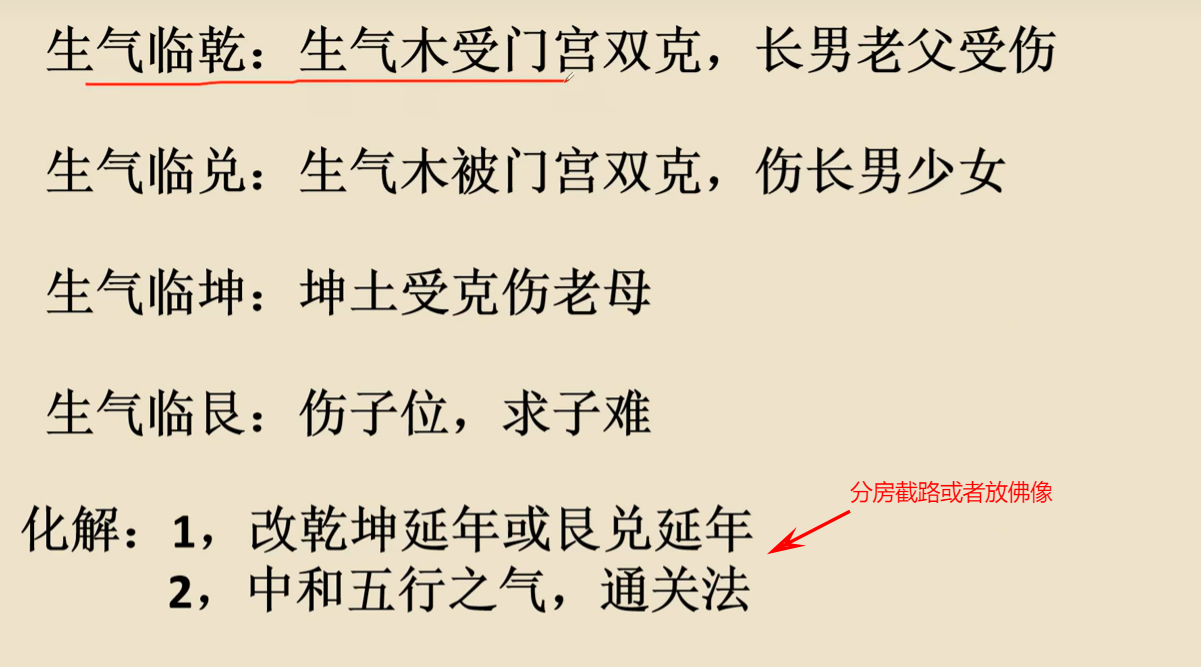 生气临乾：生气木受门宫双克，长男老父受伤
生气临兑：生气木被门宫双克，伤长男少女
生气临坤：坤土受克伤老母
生气临艮：伤子位，求子难
分房截路或者放佛像
化解：1，改乾坤延年或艮兑延年
2，中和五行之气，通关法